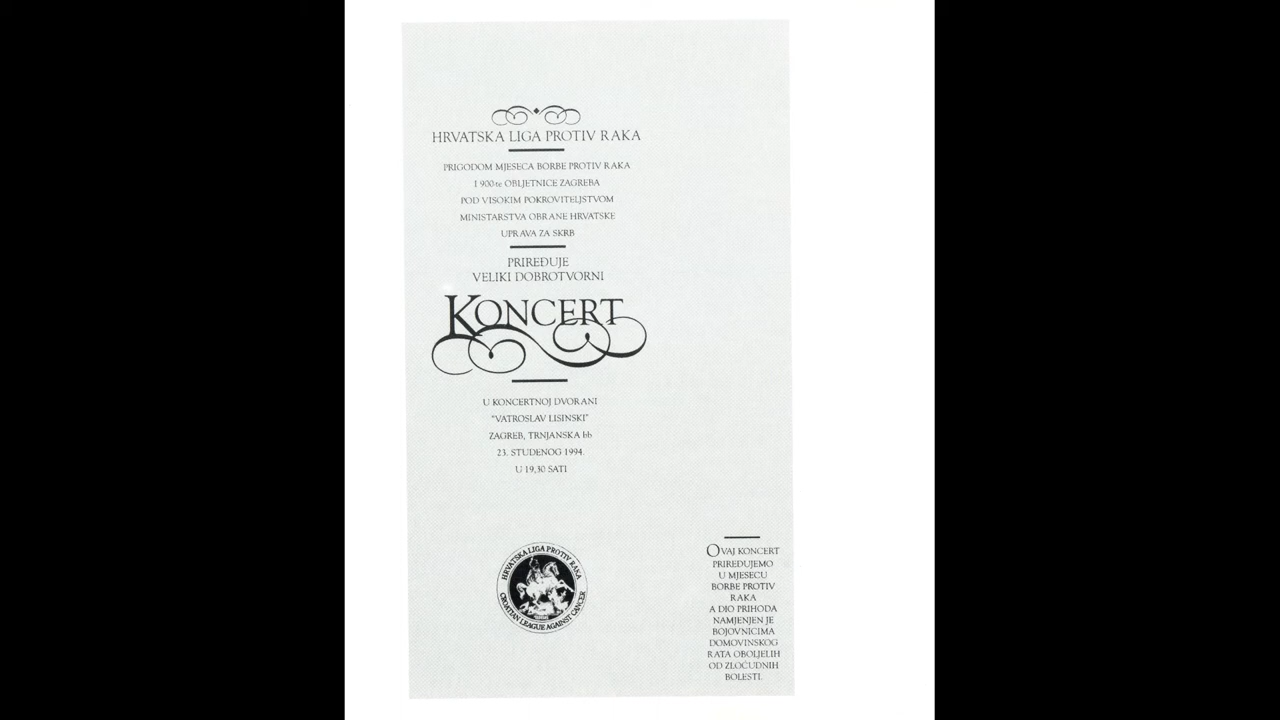 HRVATSKA LIGA PROTIV RAKA
PRIGODOM MJESECA BORBE PROTIV RAKA
I 900 te OBLJETNICE ZAGREBA
POD VISOKIM POKROVITELJSTVOM
MINISTARSTVA OBRANE HRVATSKE
UPRAVA ZA SKRB
PRIREĐUJE
VELIKI DOBROTVORNI
KONCERT
U KONCERTNOJ DVORANI
"VATROSLAV LISINSKI"
ZAGREB, TRNJANSKA bb
23. STUDENOG 1994.
U 19,30 SATI
HRVATSKA LIGA PROTIV RAKA
CROATIAN LEAGUE AGAINST CANCER
OVAJ KONCERT
PRIREĐUJEMO
U MJESECU
BORBE PROTIV
RAKA
A DIO PRIHODA
NAMJENJEN JE
BOJOVNICIMA
DOMOVINSKOG
RATA OBOLJELIH
OD ZLOĆUDNIH
BOLESTI.